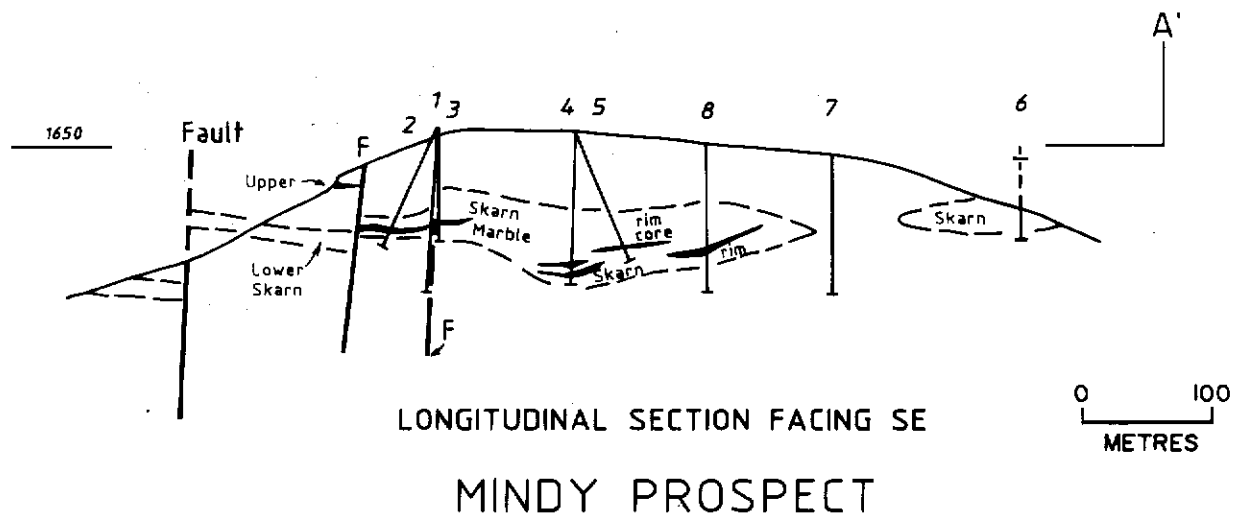 A'
1 3
2
4 5
8
7
6
1650
Fault
F
Upper
Skarn
Marble
rim
core
rim
Skarn
Skarn
Lower
Skarn
F
0 100
METRES
LONGITUDINAL SECTION FACING SE
MINDY PROSPECT